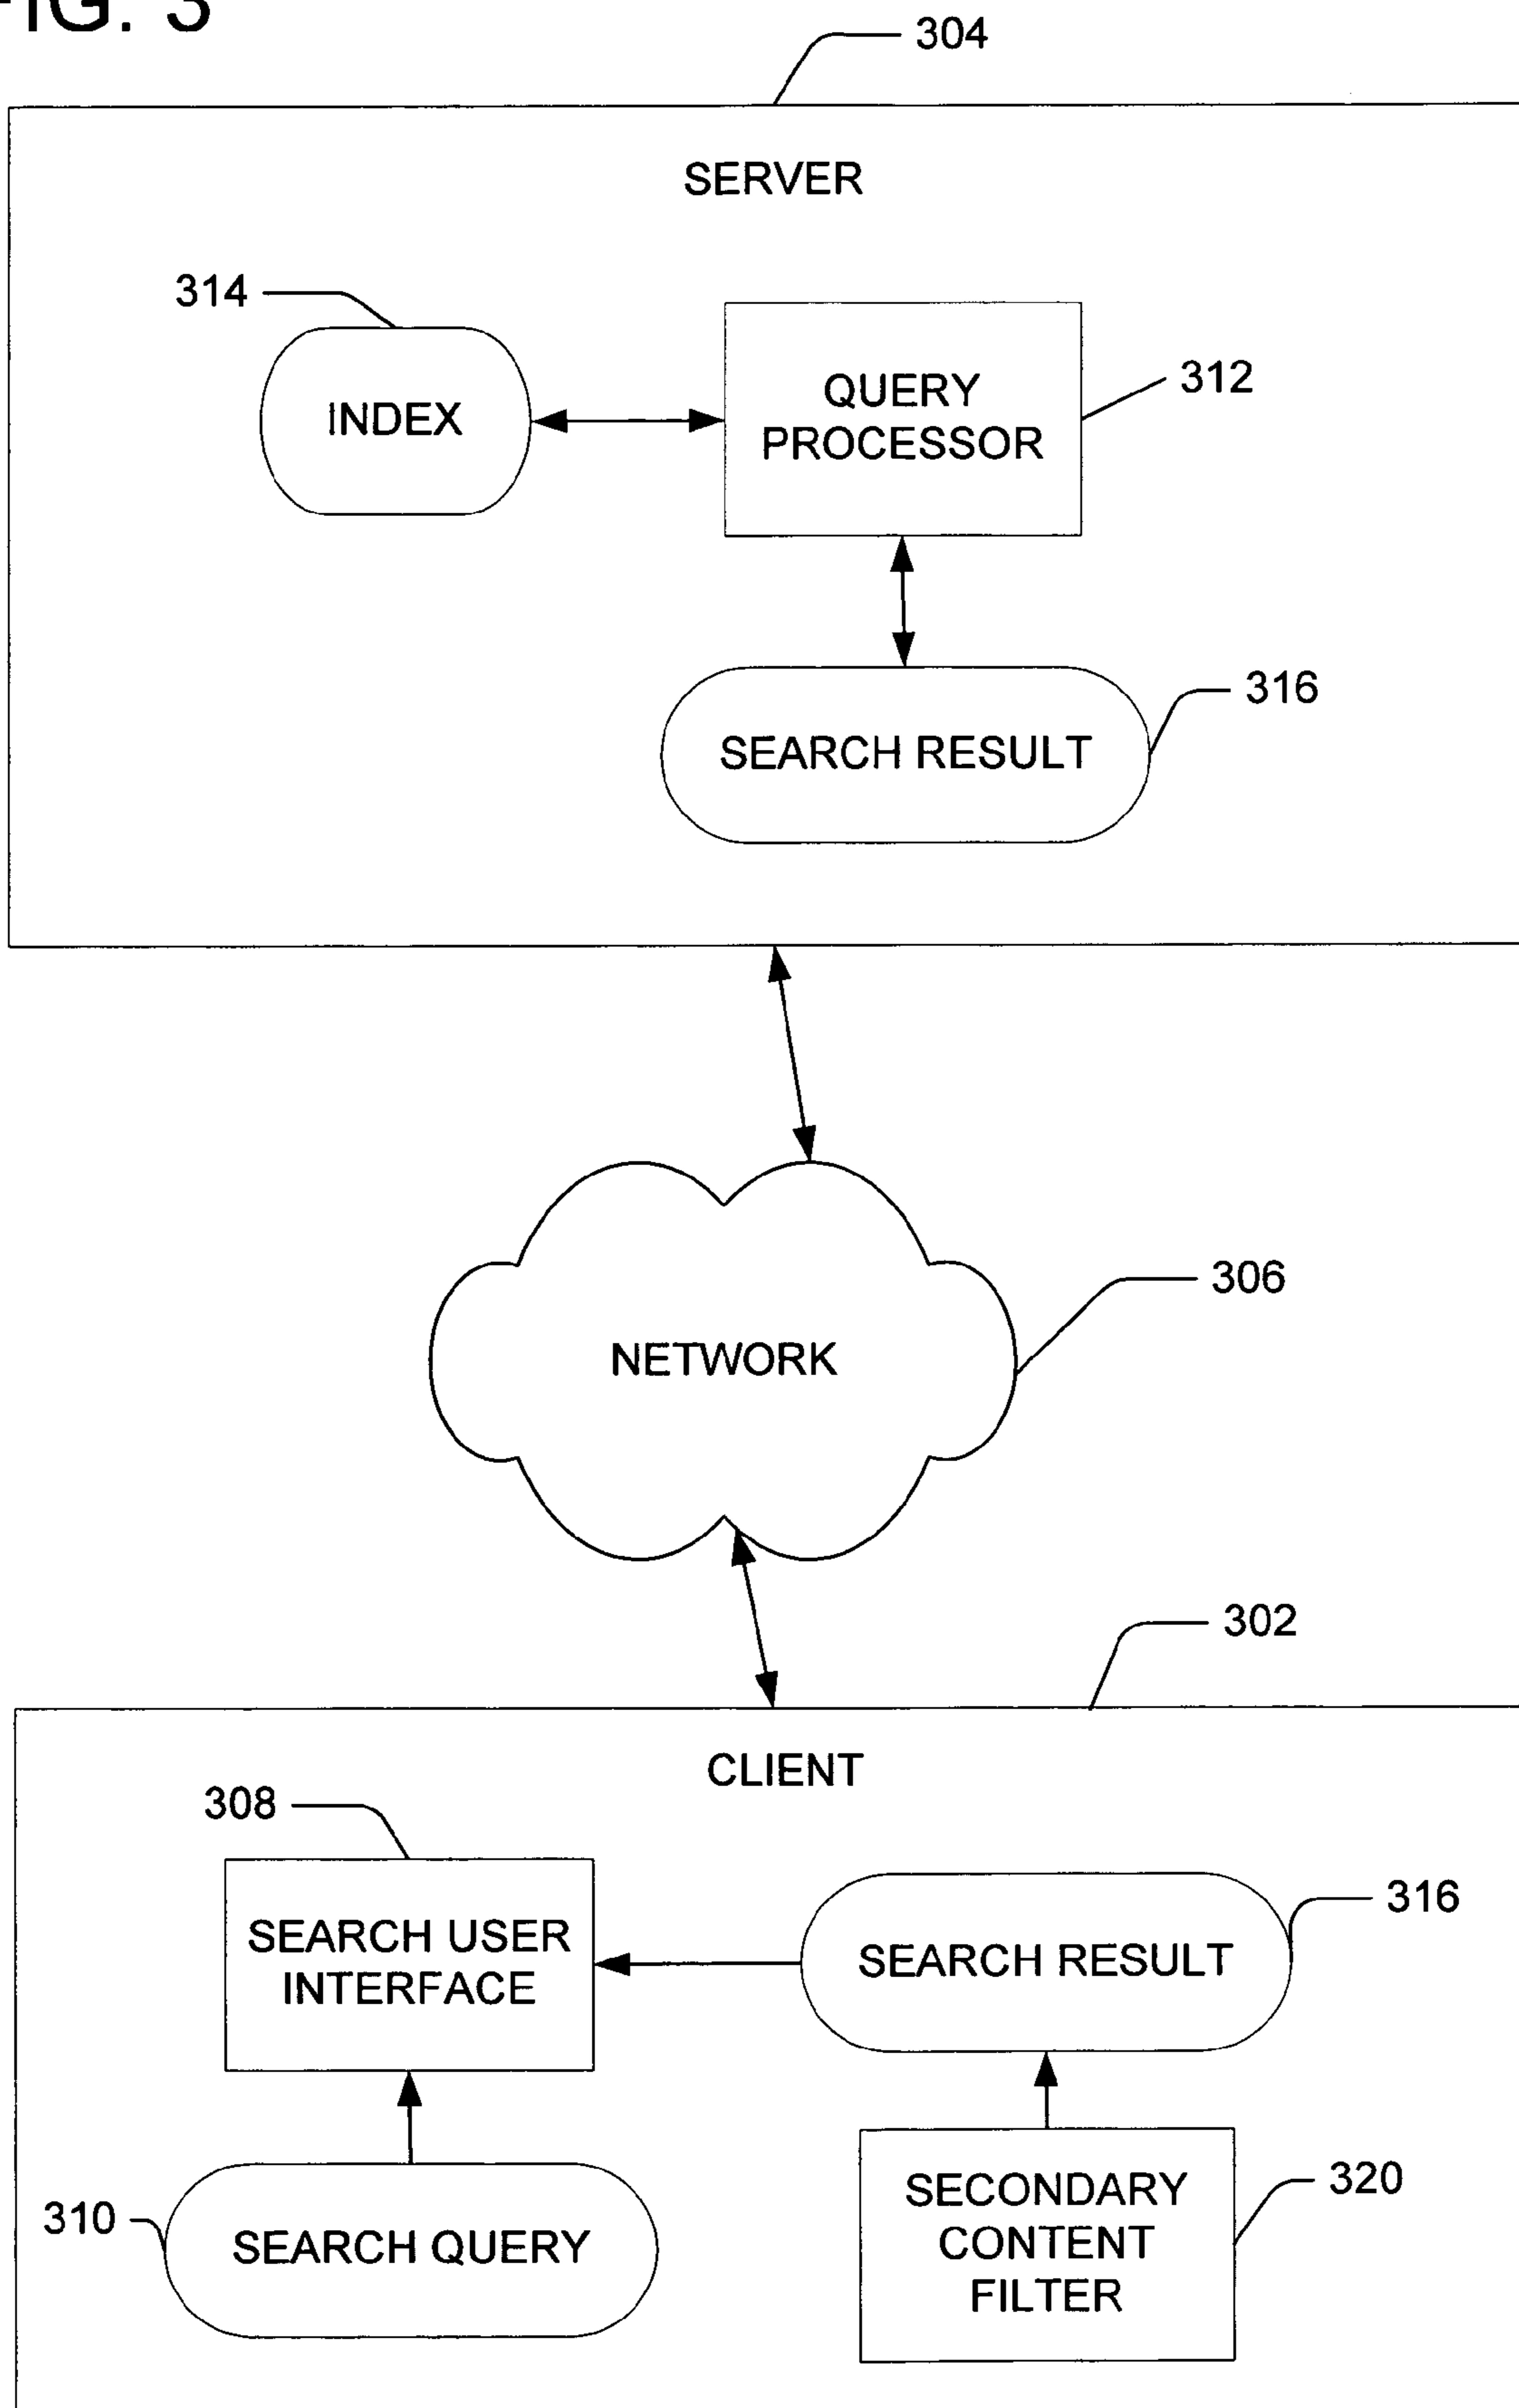 FIG. 3
304
SERVER
314
INDEX
QUERY
PROCESSOR
312
SEARCH RESULT
316
NETWORK
306
302
CLIENT
308
SEARCH USER
INTERFACE
SEARCH RESULT
316
310
SEARCH QUERY
SECONDARY
CONTENT
FILTER
320